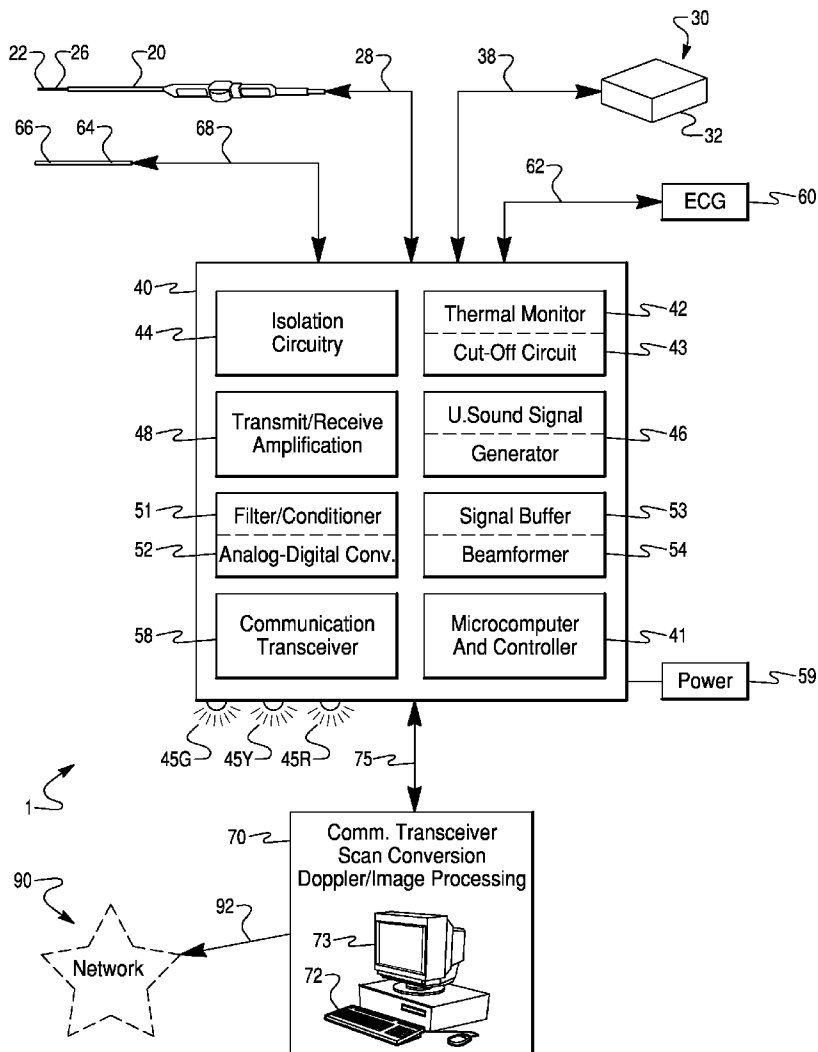 30
22 26 20 28 38
32
66 64 68 62
ECG 60
40
Isolation
Circuitry
44
Thermal Monitor 42
Cut-Off Circuit 43
48
Transmit/Receive
Amplification
U.Sound Signal
Generator
46
51 Filter/Conditioner
52 Analog-Digital Conv.
Signal Buffer 53
Beamformer 54
58
Communication
Transceiver
Microcomputer
And Controller
41
Power 59
45G 45Y 45R 75
1
70
Comm. Transceiver
Scan Conversion
Doppler/Image Processing
90
92
Network
73
72